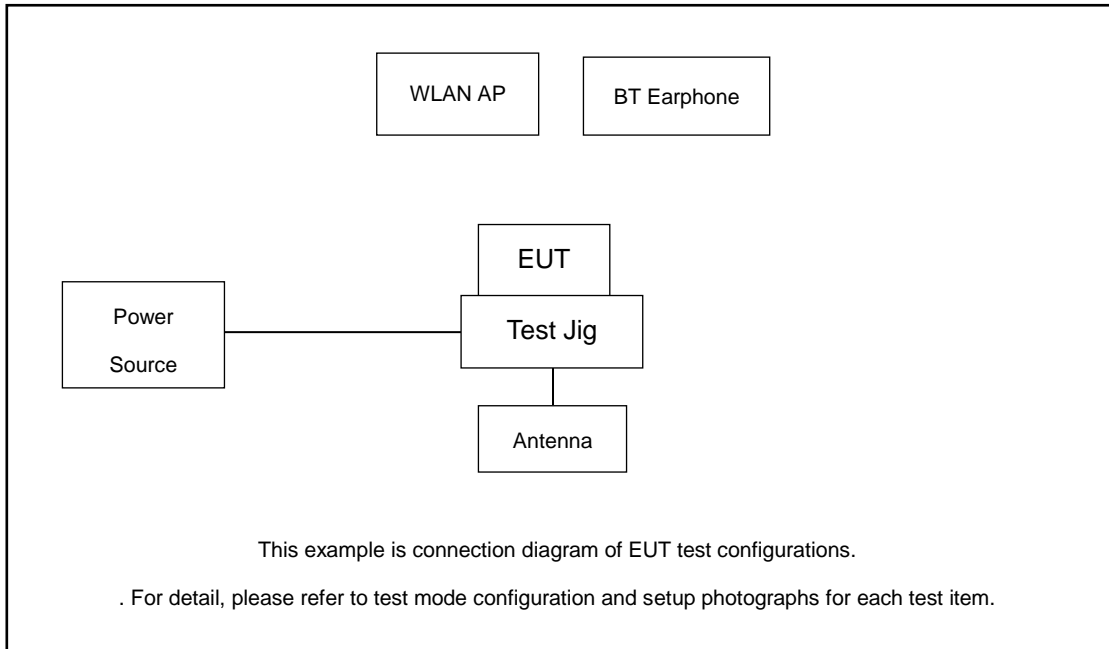 WLAN AP
BT Earphone
EUT
Power
Source
Test Jig
Antenna
This example is connection diagram of EUT test configurations.
. For detail, please refer to test mode configuration and setup photographs for each test item.